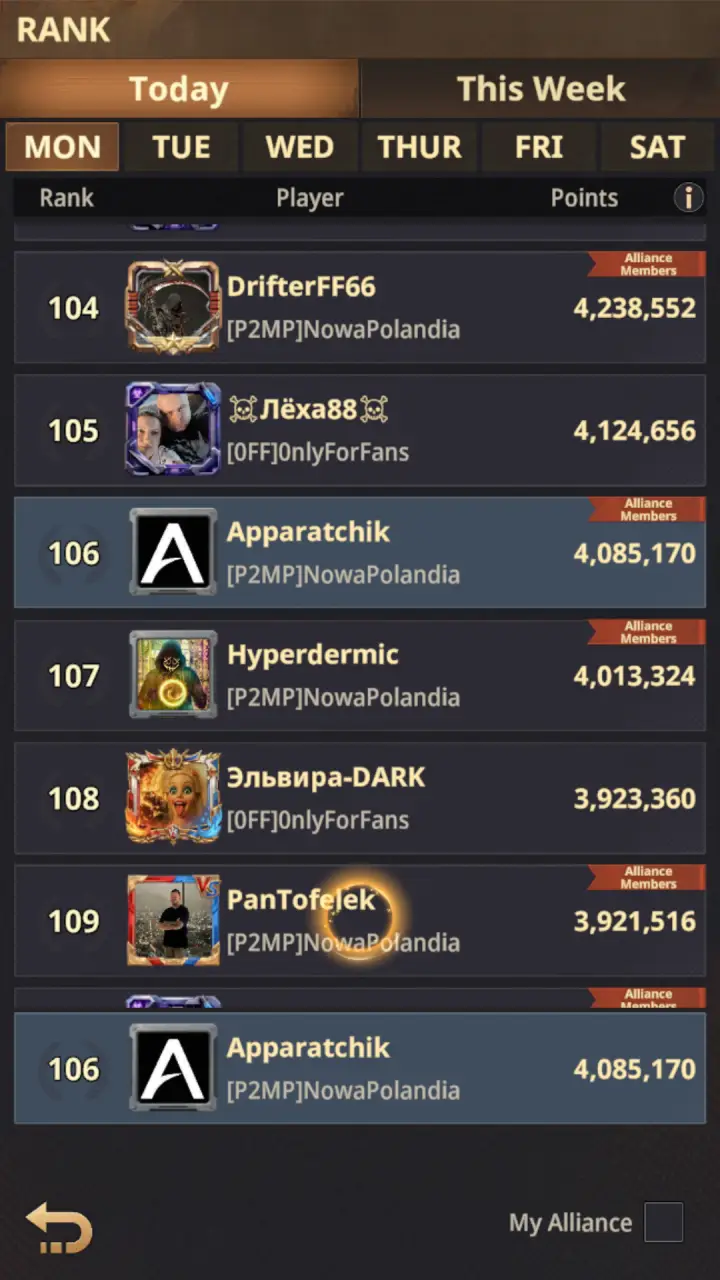 RANK
Today
This Week
MON
TUE
WED
THUR
FRI
SAT
Rank
Player
Points
Alliance
Members
104
DrifterFF66
[P2MP]NowaPolandia
4,238,552
105
☠Лёха88☠
[0FF]0nlyForFans
4,124,656
Alliance
Members
106
Apparatchik
[P2MP]NowaPolandia
4,085,170
Alliance
Members
107
Hyperdermic
[P2MP]NowaPolandia
4,013,324
108
Эльвира-DARK
[0FF]0nlyForFans
3,923,360
Alliance
Members
109
VS
PanTofelek
[P2MP]NowaPolandia
3,921,516
Alliance
Members
106
Apparatchik
[P2MP]NowaPolandia
4,085,170
My Alliance